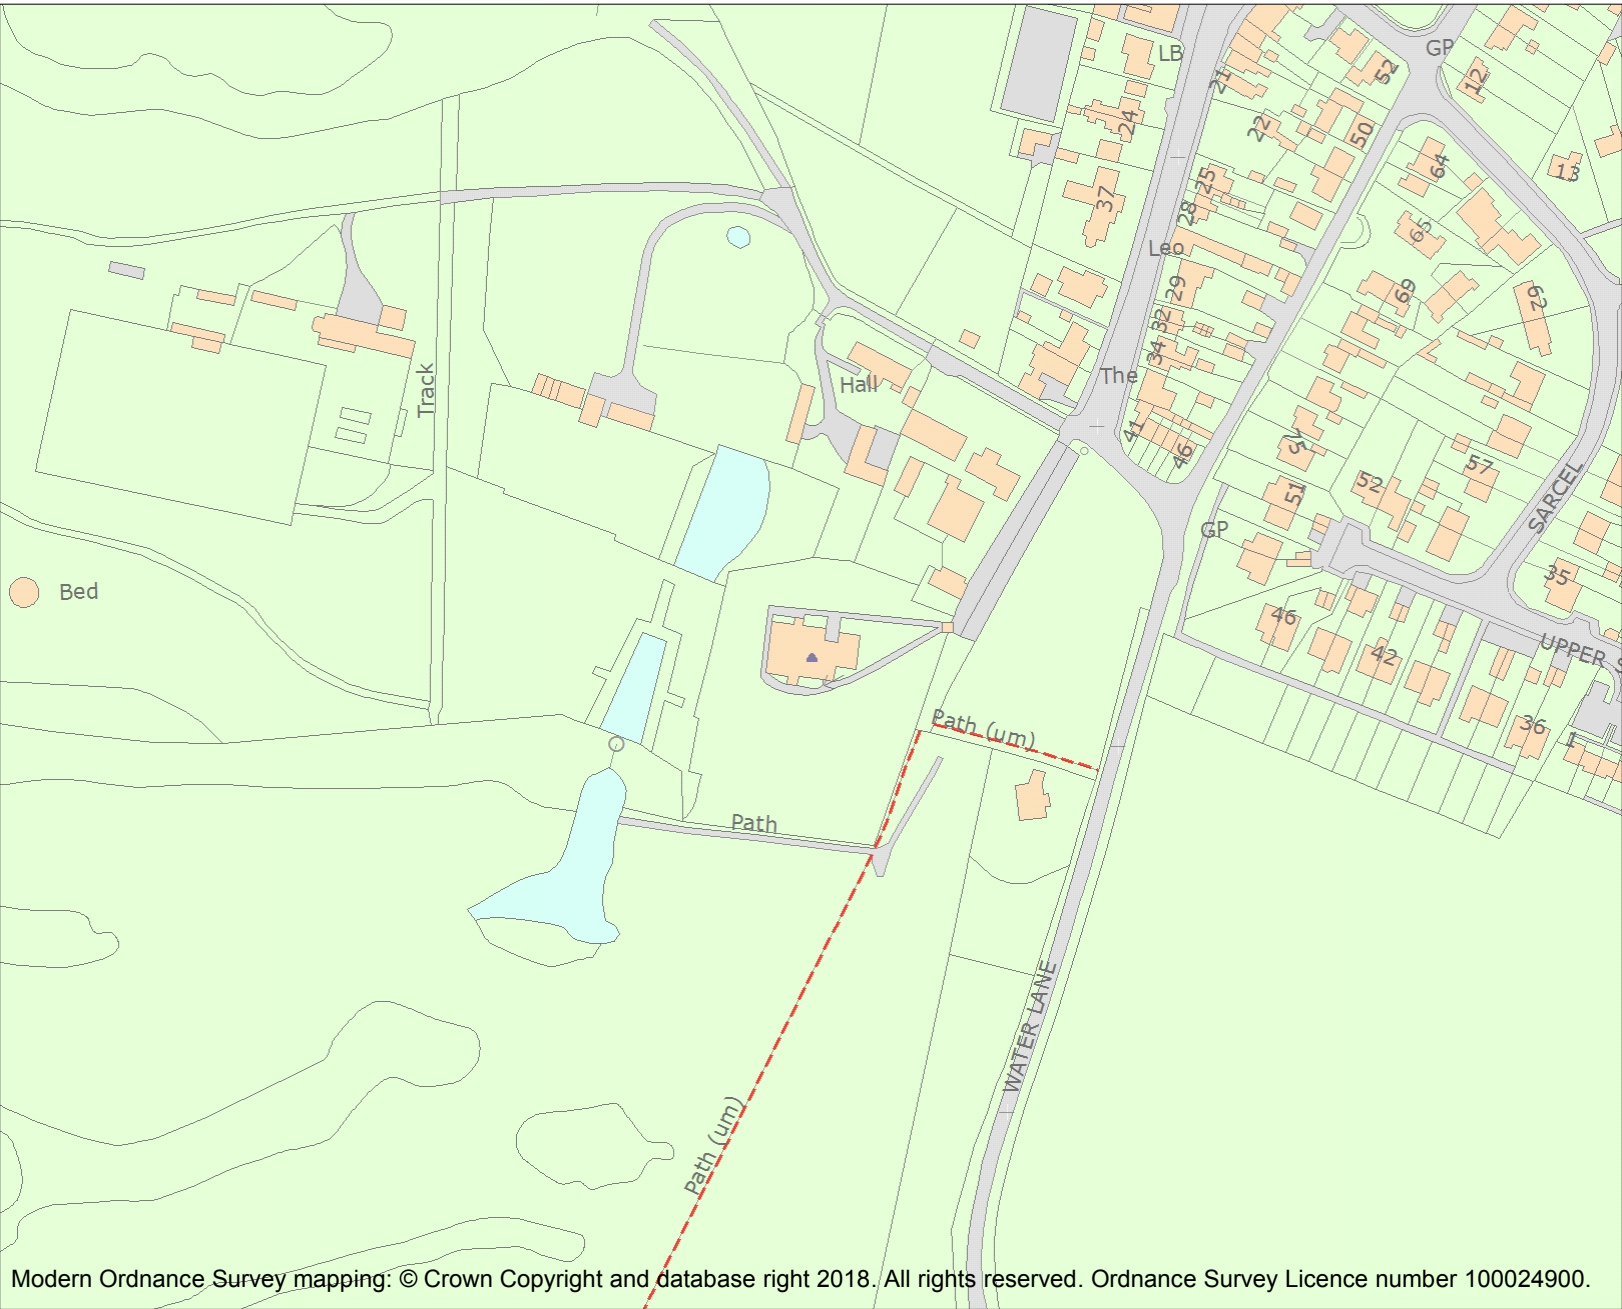 LB
GP
21
52
12
24
22
50
64
13
25
37
28
65
Leo
29
69
62
32
34
The
Track
Hall
41
46
75
57
52
51
SARCEL
GP
35
Bed
46
UPPER S
42
36
1
Path (um)
Path
WATER LANE
Path (um)
Modern Ordnance Survey mapping: © Crown Copyright and database right 2018. All rights reserved. Ordnance Survey Licence number 100024900.